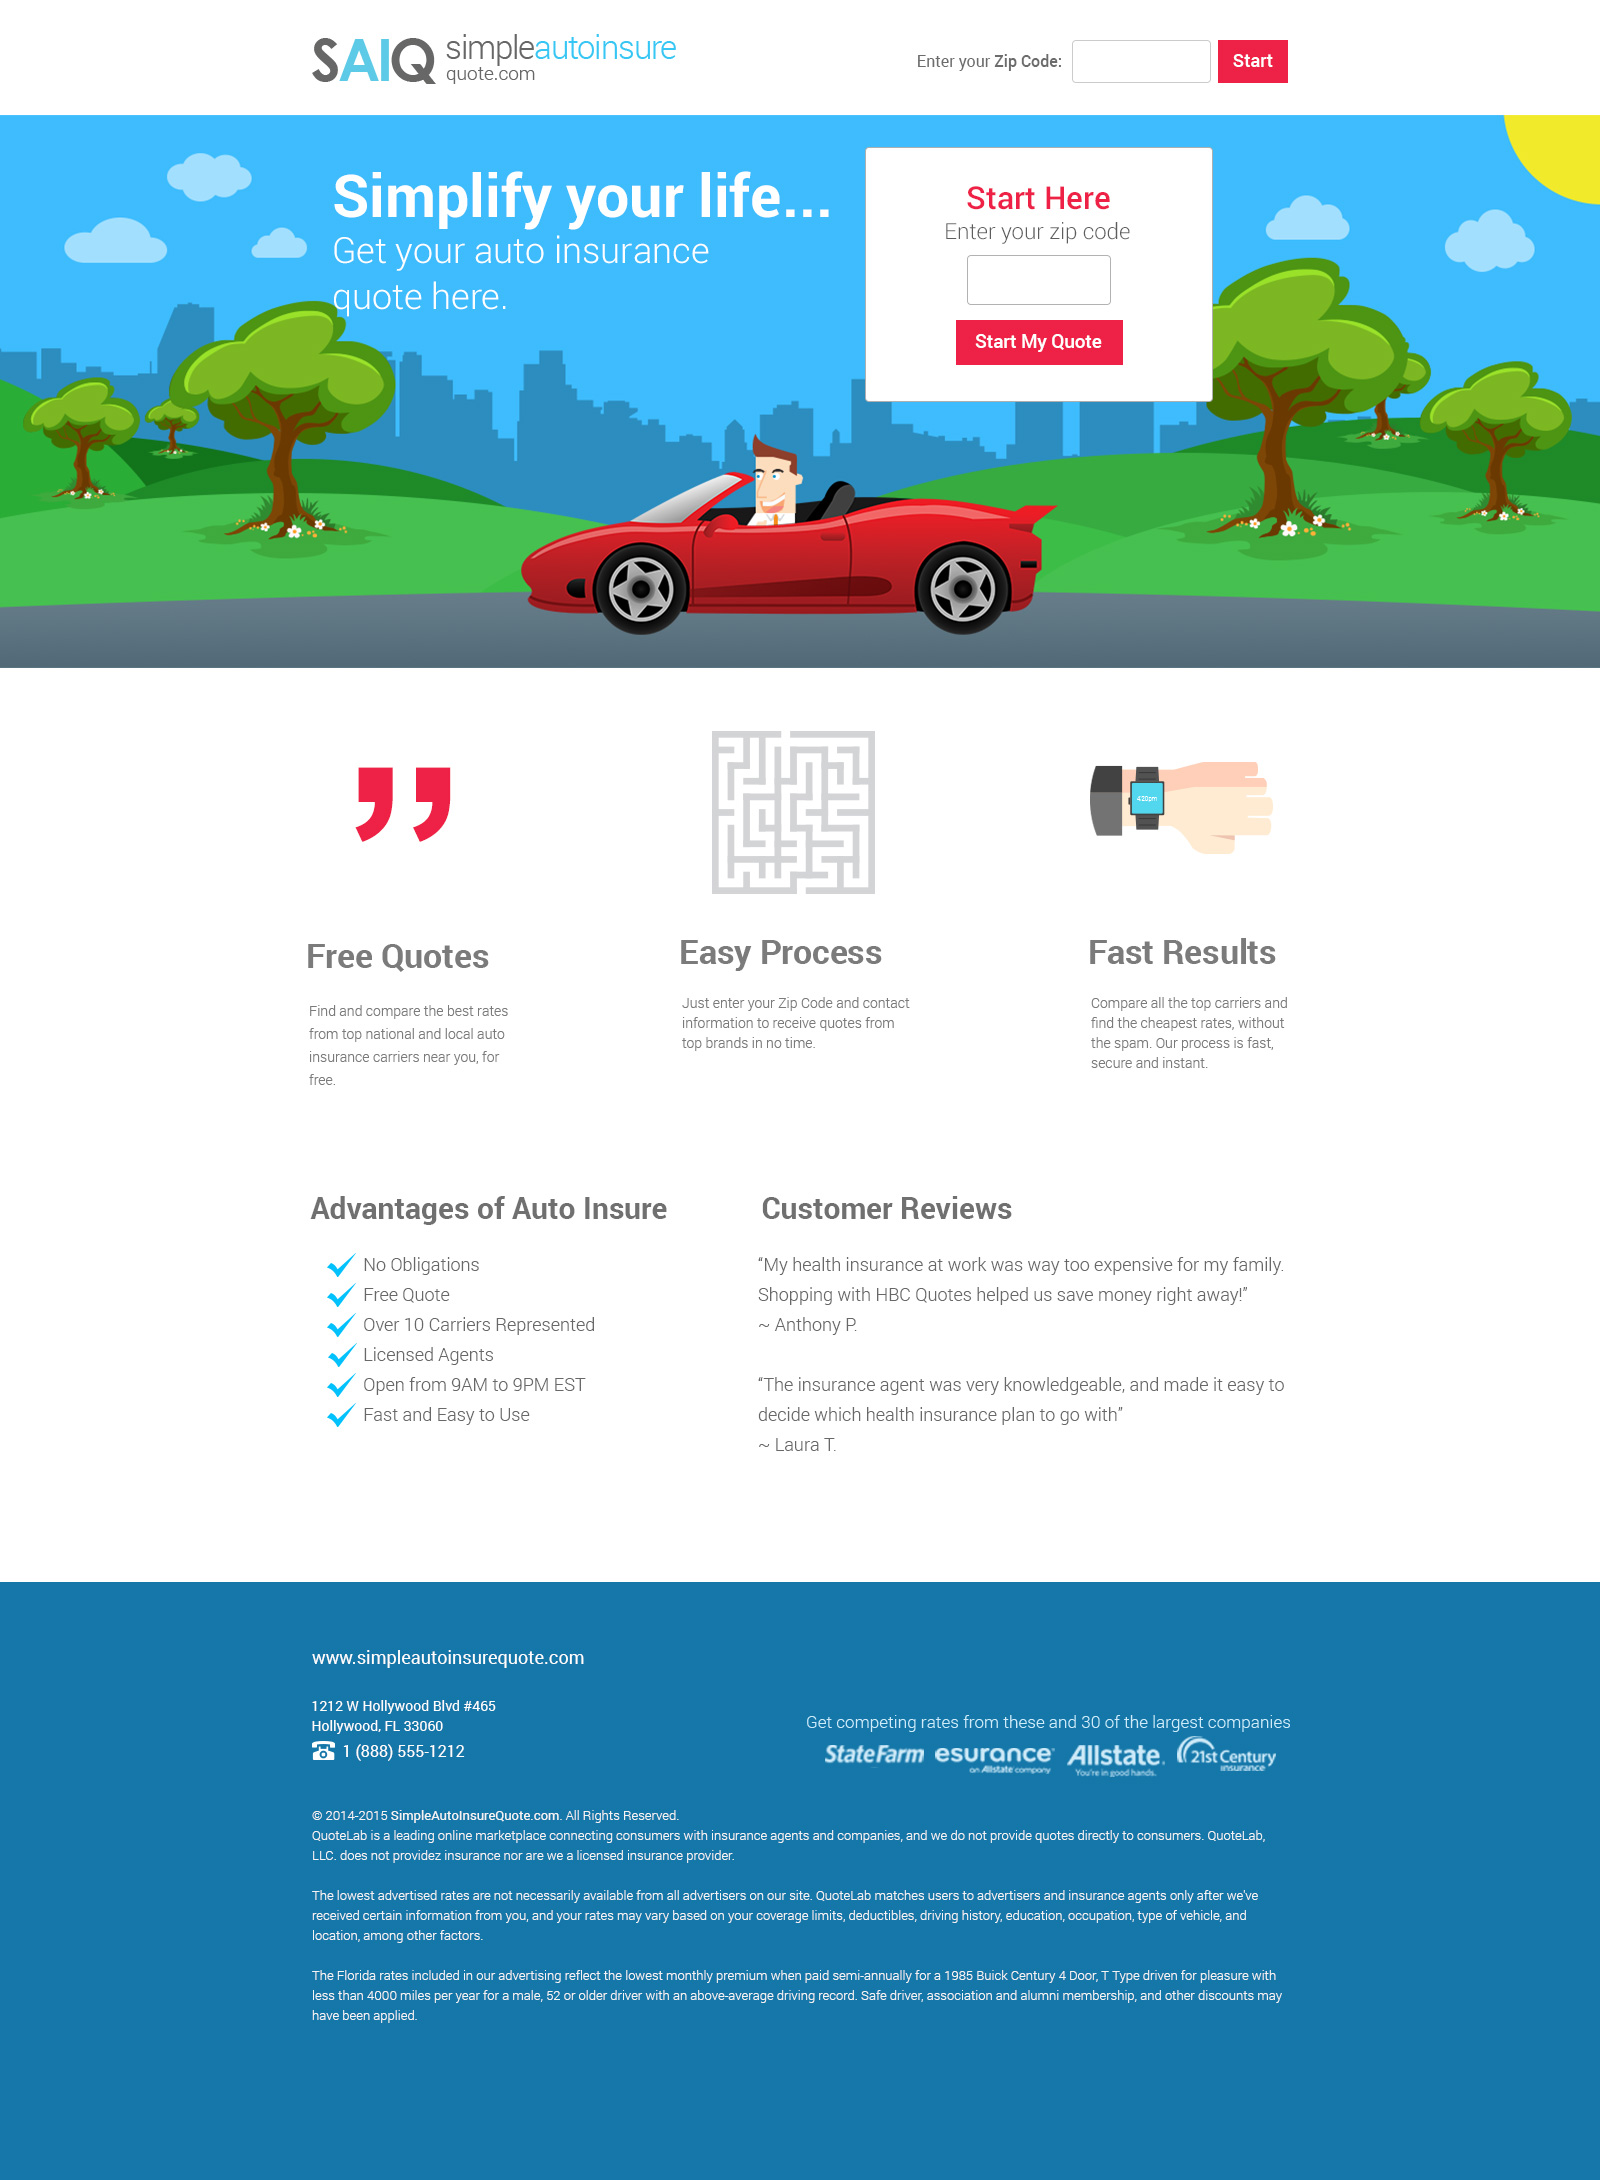 SAIQ simpleautoinsure
quote.com
Enter your Zip Code:
Start
Simplify your life...
Get your auto insurance
quote here.
Start Here
Enter your zip code
Start My Quote
4:20pm
Free Quotes
Find and compare the best rates
from top national and local auto
insurance carriers near you, for
free.
Easy Process
Just enter your Zip Code and contact
information to receive quotes from
top brands in no time.
Fast Results
Compare all the top carriers and
find the cheapest rates, without
the spam. Our process is fast,
secure and instant.
Advantages of Auto Insure
No Obligations
Free Quote
Over 10 Carriers Represented
Licensed Agents
Open from 9AM to 9PM EST
Fast and Easy to Use
Customer Reviews
“My health insurance at work was way too expensive for my family.
Shopping with HBC Quotes helped us save money right away!”
~ Anthony P.
“The insurance agent was very knowledgeable, and made it easy to
decide which health insurance plan to go with”
~ Laura T.
www.simpleautoinsurequote.com
1212 W Hollywood Blvd #465
Hollywood, FL 33060
1 (888) 555-1212
Get competing rates from these and 30 of the largest companies
StateFarm
esurance
an Allstate company
Allstate.
You're in good hands.
21st Century
insurance
© 2014-2015 SimpleAutoInsureQuote.com. All Rights Reserved.
QuoteLab is a leading online marketplace connecting consumers with insurance agents and companies, and we do not provide quotes directly to consumers. QuoteLab,
LLC. does not providez insurance nor are we a licensed insurance provider.
The lowest advertised rates are not necessarily available from all advertisers on our site. QuoteLab matches users to advertisers and insurance agents only after we've
received certain information from you, and your rates may vary based on your coverage limits, deductibles, driving history, education, occupation, type of vehicle, and
location, among other factors.
The Florida rates included in our advertising reflect the lowest monthly premium when paid semi-annually for a 1985 Buick Century 4 Door, T Type driven for pleasure with
less than 4000 miles per year for a male, 52 or older driver with an above-average driving record. Safe driver, association and alumni membership, and other discounts may
have been applied.